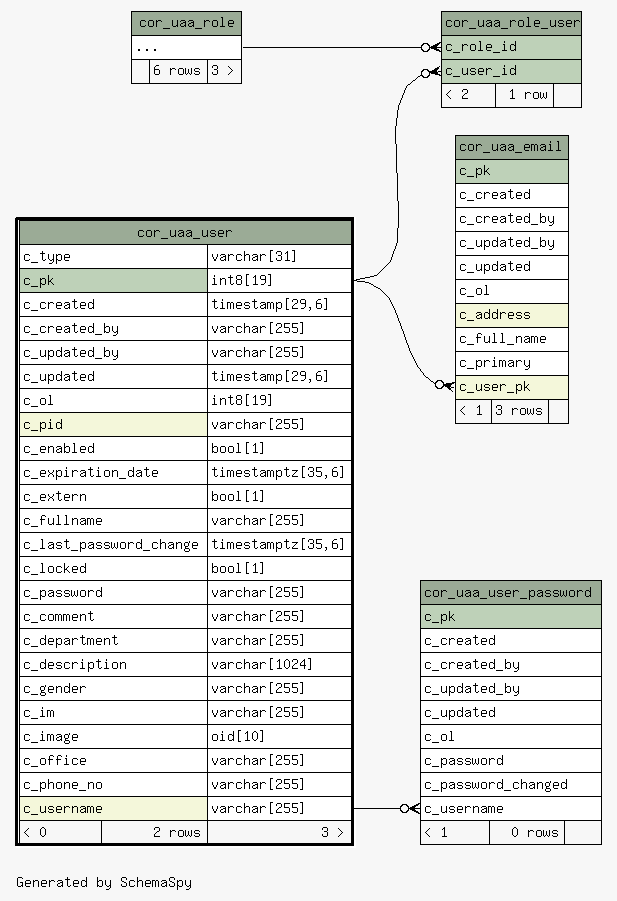 cor_uaa_role
...
6 rows 3 >
cor_uaa_role_user
c_role_id
c_user_id
< 2 1 row
cor_uaa_email
c_pk
c_created
c_created_by
c_updated_by
c_updated
c_ol
c_address
c_full_name
c_primary
c_user_pk
< 1 3 rows
cor_uaa_user
c_type varchar[31]
c_pk int8[19]
c_created timestamp[29,6]
c_created_by varchar[255]
c_updated_by varchar[255]
c_updated timestamp[29,6]
c_ol int8[19]
c_pid varchar[255]
c_enabled bool[1]
c_expiration_date timestamptz[35,6]
c_extern bool[1]
c_fullname varchar[255]
c_last_password_change timestamptz[35,6]
c_locked bool[1]
c_password varchar[255]
c_comment varchar[255]
c_department varchar[255]
c_description varchar[1024]
c_gender varchar[255]
c_im varchar[255]
c_image oid[10]
c_office varchar[255]
c_phone_no varchar[255]
c_username varchar[255]
< 0 2 rows 3 >
cor_uaa_user_password
c_pk
c_created
c_created_by
c_updated_by
c_updated
c_ol
c_password
c_password_changed
c_username
< 1 0 rows
Generated by SchemaSpy